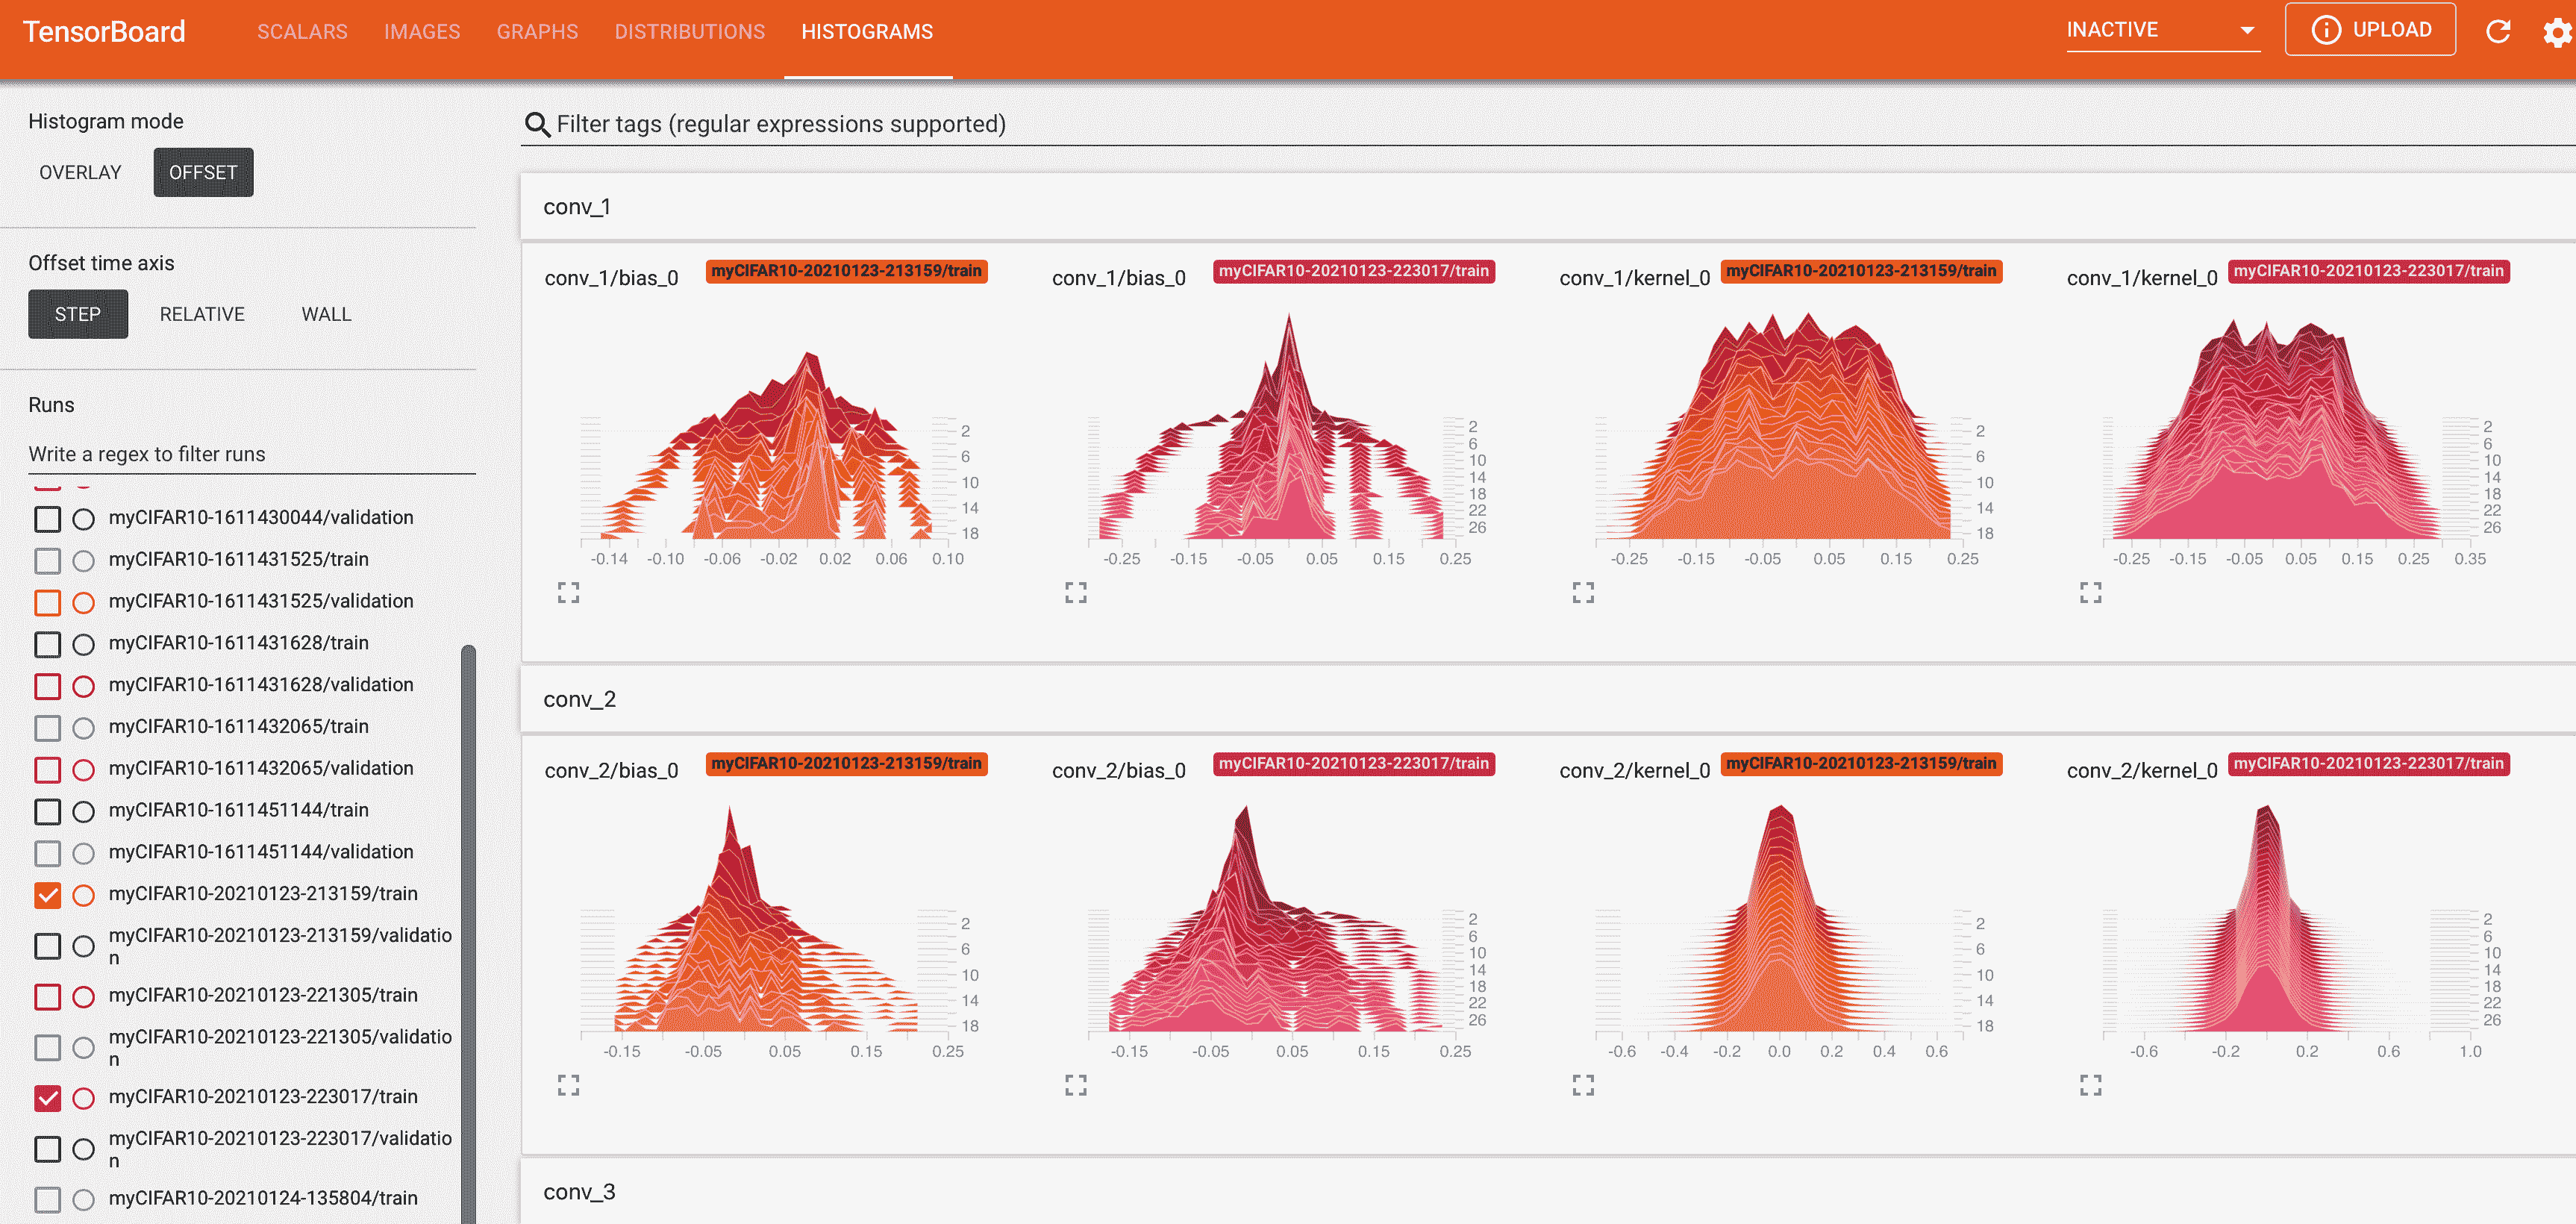 TensorBoard SCALARS IMAGES GRAPHS DISTRIBUTIONS HISTOGRAMS INACTIVE UPLOAD
Histogram mode
OVERLAY OFFSET
Offset time axis
STEP RELATIVE WALL
Runs
Write a regex to filter runs
myCIFAR10-1611430044/validation
myCIFAR10-1611431525/train
myCIFAR10-1611431525/validation
myCIFAR10-1611431628/train
myCIFAR10-1611431628/validation
myCIFAR10-1611432065/train
myCIFAR10-1611432065/validation
myCIFAR10-1611451144/train
myCIFAR10-1611451144/validation
myCIFAR10-20210123-213159/train
myCIFAR10-20210123-213159/validatio
n
myCIFAR10-20210123-221305/train
myCIFAR10-20210123-221305/validatio
n
myCIFAR10-20210123-223017/train
myCIFAR10-20210123-223017/validatio
n
myCIFAR10-20210124-135804/train
Filter tags (regular expressions supported)
conv_1
conv_1/bias_0 myCIFAR10-20210123-213159/train
2
6
10
14
18
-0.14 -0.10 -0.06 -0.02 0.02 0.06 0.10
conv_1/bias_0 myCIFAR10-20210123-223017/train
2
6
10
14
18
22
26
-0.25 -0.15 -0.05 0.05 0.15 0.25
conv_1/kernel_0 myCIFAR10-20210123-213159/train
2
6
10
14
18
-0.25 -0.15 -0.05 0.05 0.15 0.25
conv_1/kernel_0 myCIFAR10-20210123-223017/train
2
6
10
14
18
22
26
-0.25 -0.15 -0.05 0.05 0.15 0.25 0.35
conv_2
conv_2/bias_0 myCIFAR10-20210123-213159/train
2
6
10
14
18
-0.15 -0.05 0.05 0.15 0.25
conv_2/bias_0 myCIFAR10-20210123-223017/train
2
6
10
14
18
22
26
-0.15 -0.05 0.05 0.15 0.25
conv_2/kernel_0 myCIFAR10-20210123-213159/train
2
6
10
14
18
-0.6 -0.4 -0.2 0.0 0.2 0.4 0.6
conv_2/kernel_0 myCIFAR10-20210123-223017/train
2
6
10
14
18
22
26
-0.6 -0.2 0.2 0.6 1.0
conv_3